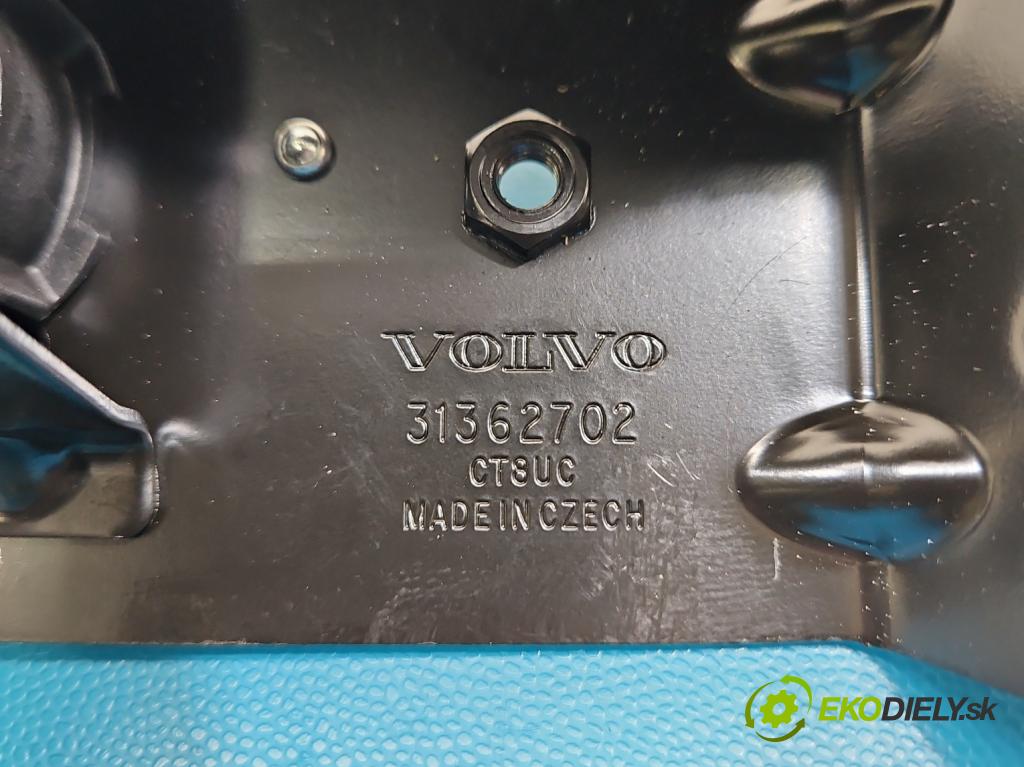 VOLVO
31362702
CT8UC
MADE IN CZECH
EKODIELY.sk